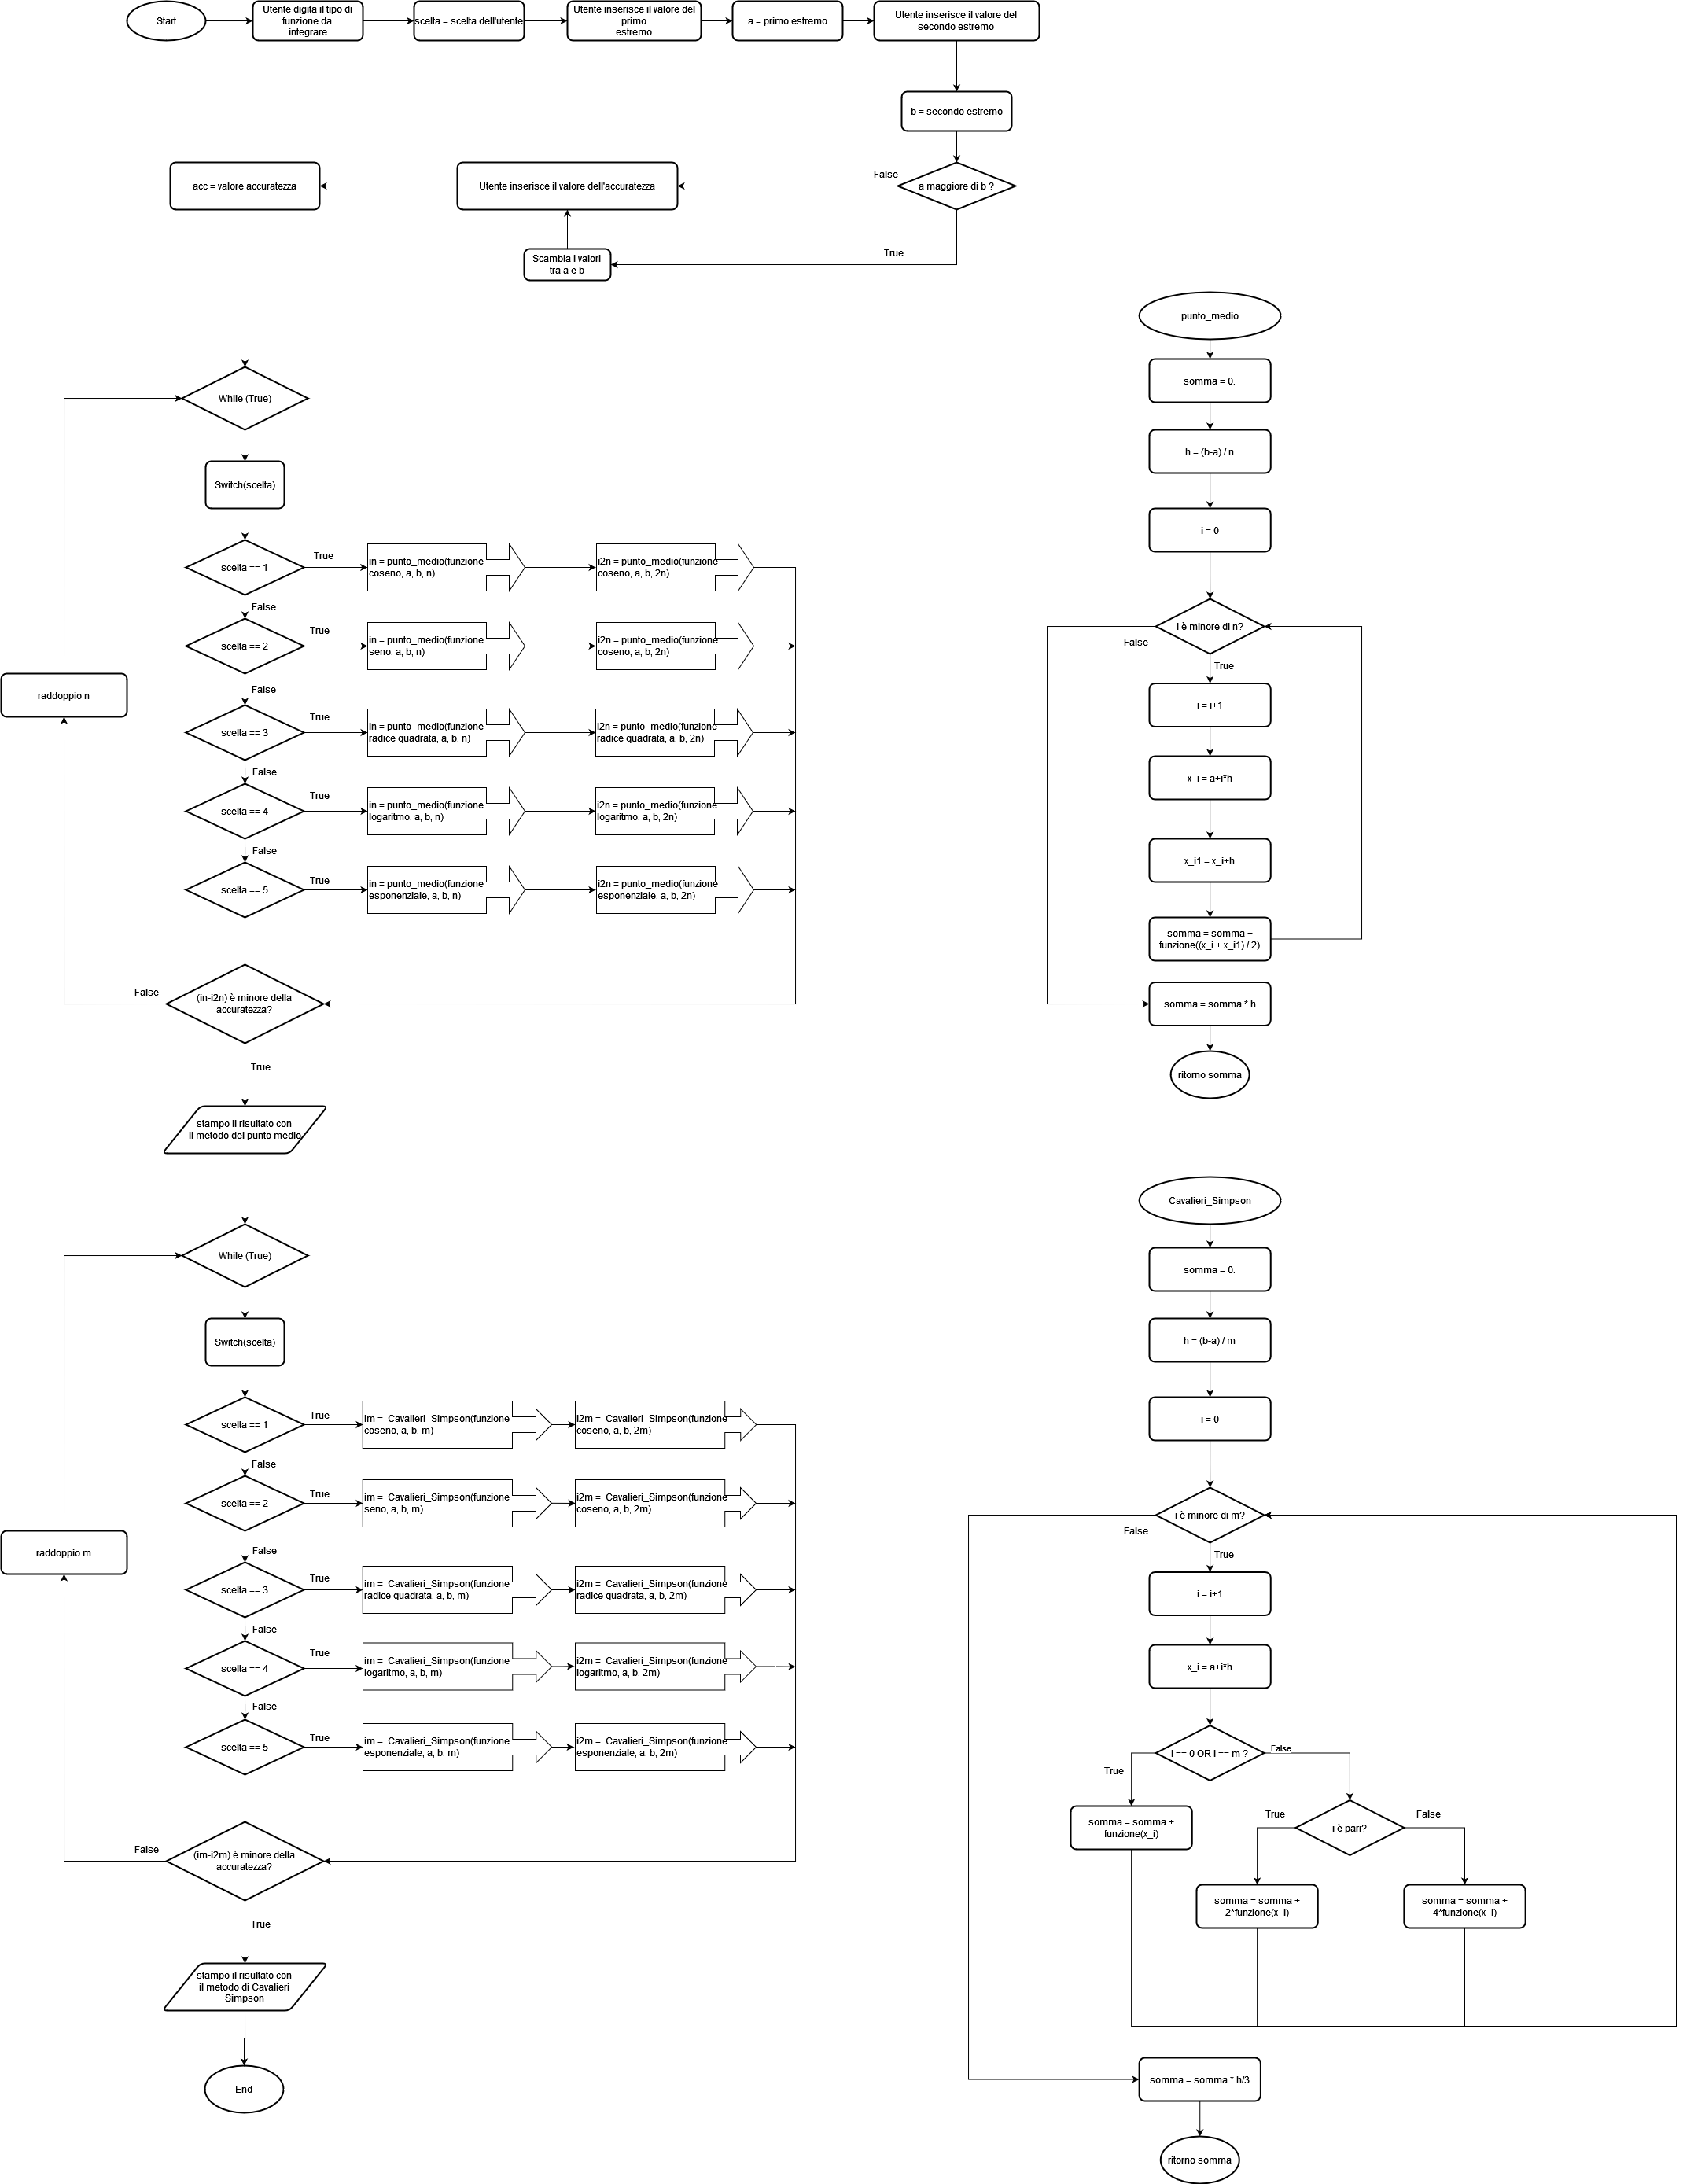 Start
Utente digita il tipo di
funzione da
integrare
scelta = scelta dell'utente
Utente inserisce il valore del
primo
estremo
a = primo estremo
Utente inserisce il valore del
secondo estremo
b = secondo estremo
a maggiore di b ?
False
True
Utente inserisce il valore dell'accuratezza
acc = valore accuratezza
Scambia i valori
tra a e b
While (True)
Switch(scelta)
scelta == 1
True
in = punto_medio(funzione
coseno, a, b, n)
i2n = punto_medio(funzione
coseno, a, b, 2n)
False
scelta == 2
True
in = punto_medio(funzione
seno, a, b, n)
i2n = punto_medio(funzione
coseno, a, b, 2n)
False
raddoppio n
scelta == 3
True
in = punto_medio(funzione
radice quadrata, a, b, n)
i2n = punto_medio(funzione
radice quadrata, a, b, 2n)
False
scelta == 4
True
in = punto_medio(funzione
logaritmo, a, b, n)
i2n = punto_medio(funzione
logaritmo, a, b, 2n)
False
scelta == 5
True
in = punto_medio(funzione
esponenziale, a, b, n)
i2n = punto_medio(funzione
esponenziale, a, b, 2n)
False
(in-i2n) è minore della
accuratezza?
True
stampo il risultato con
il metodo del punto medio
While (True)
Switch(scelta)
scelta == 1
True
im =  Cavalieri_Simpson(funzione
coseno, a, b, m)
i2m =  Cavalieri_Simpson(funzione
coseno, a, b, 2m)
False
scelta == 2
True
im =  Cavalieri_Simpson(funzione
seno, a, b, m)
i2m =  Cavalieri_Simpson(funzione
coseno, a, b, 2m)
False
raddoppio m
scelta == 3
True
im =  Cavalieri_Simpson(funzione
radice quadrata, a, b, m)
i2m =  Cavalieri_Simpson(funzione
radice quadrata, a, b, 2m)
False
scelta == 4
True
im =  Cavalieri_Simpson(funzione
logaritmo, a, b, m)
i2m =  Cavalieri_Simpson(funzione
logaritmo, a, b, 2m)
False
scelta == 5
True
im =  Cavalieri_Simpson(funzione
esponenziale, a, b, m)
i2m =  Cavalieri_Simpson(funzione
esponenziale, a, b, 2m)
False
(im-i2m) è minore della
accuratezza?
True
stampo il risultato con
il metodo di Cavalieri
Simpson
End
punto_medio
somma = 0.
h = (b-a) / n
i = 0
i è minore di n?
False
True
i = i+1
x_i = a+i*h
x_i1 = x_i+h
somma = somma +
funzione((x_i + x_i1) / 2)
somma = somma * h
ritorno somma
Cavalieri_Simpson
somma = 0.
h = (b-a) / m
i = 0
i è minore di m?
False
True
i = i+1
x_i = a+i*h
i == 0 OR i == m ?
False
True
somma = somma +
funzione(x_i)
i è pari?
True
False
somma = somma +
2*funzione(x_i)
somma = somma +
4*funzione(x_i)
somma = somma * h/3
ritorno somma